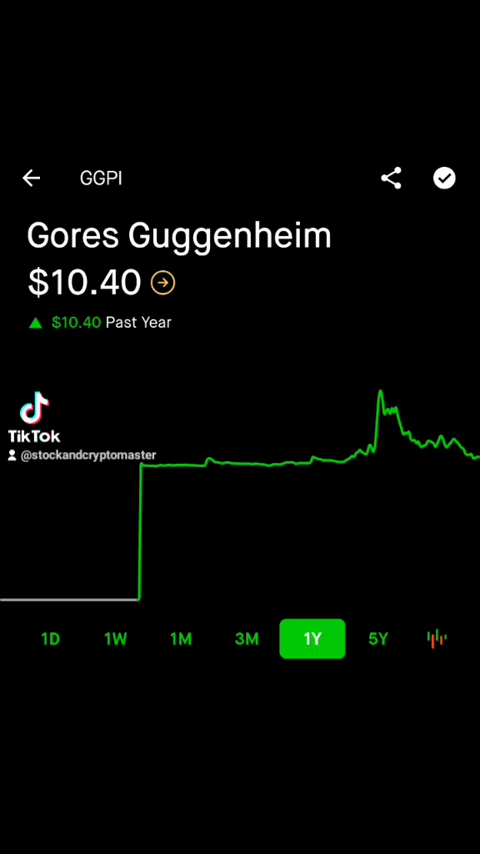 GGPI
Gores Guggenheim
$10.40
$10.40 Past Year
TikTok
@stockandcryptomaster
1D 1W 1M 3M 1Y 5Y